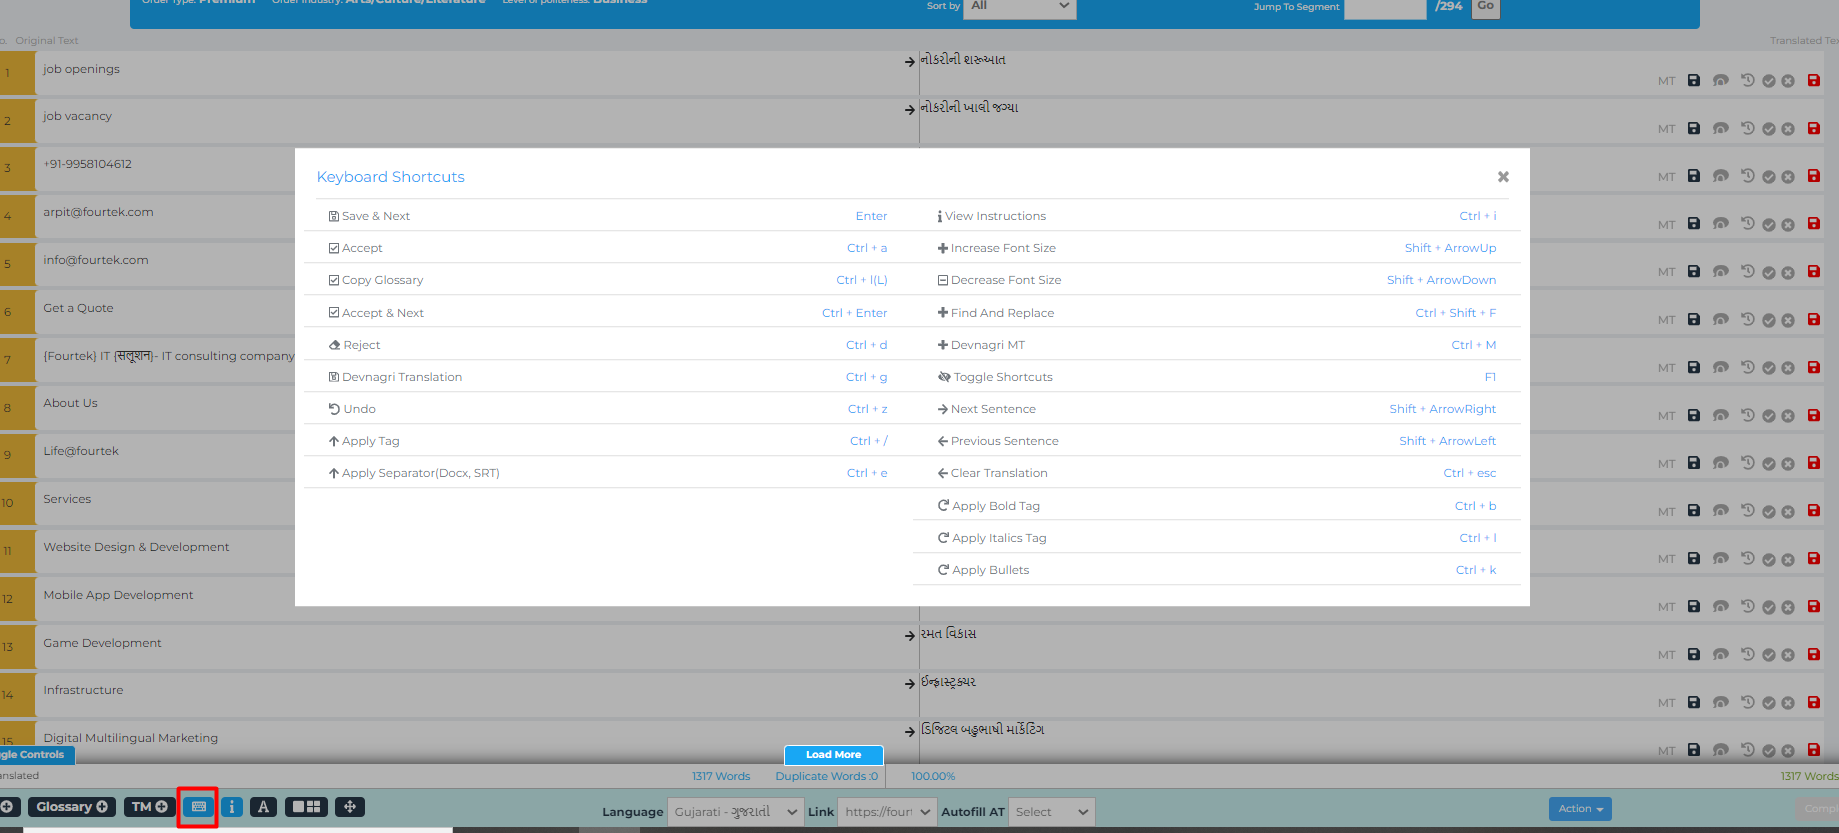 Order Type: Premium Order Industry: Arts/Culture/Literature Level of politeness: Business
Sort by All
Jump To Segment /294 Go
Original Text
1 job openings નોકરીની શરૂઆત MT
2 job vacancy નોકરીની ખાલી જગ્યા MT
3 +91-9958104612 MT
4 arpit@fourtek.com MT
5 info@fourtek.com MT
6 Get a Quote MT
7 {Fourtek} IT {सलूशन}- IT consulting company MT
8 About Us MT
9 Life@fourtek MT
10 Services MT
11 Website Design & Development MT
12 Mobile App Development MT
13 Game Development રમત વિકાસ MT
14 Infrastructure ઈન્ફ્રાસ્ટ્રક્ચર MT
15 Digital Multilingual Marketing ડિજિટલ બહુભાષી માર્કેટિંગ MT
Keyboard Shortcuts
Save & Next Enter
Accept Ctrl + a
Copy Glossary Ctrl + l(L)
Accept & Next Ctrl + Enter
Reject Ctrl + d
Devnagri Translation Ctrl + g
Undo Ctrl + z
Apply Tag Ctrl + /
Apply Separator(Docx, SRT) Ctrl + e
View Instructions Ctrl + i
Increase Font Size Shift + ArrowUp
Decrease Font Size Shift + ArrowDown
Find And Replace Ctrl + Shift + F
Devnagri MT Ctrl + M
Toggle Shortcuts F1
Next Sentence Shift + ArrowRight
Previous Sentence Shift + ArrowLeft
Clear Translation Ctrl + esc
Apply Bold Tag Ctrl + b
Apply Italics Tag Ctrl + l
Apply Bullets Ctrl + k
Controls
Load More
1317 Words Duplicate Words :0 100.00% 1317 Words
Glossary TM A
Language Gujarati - ગુજરાતી Link https://four Autofill AT Select
Action